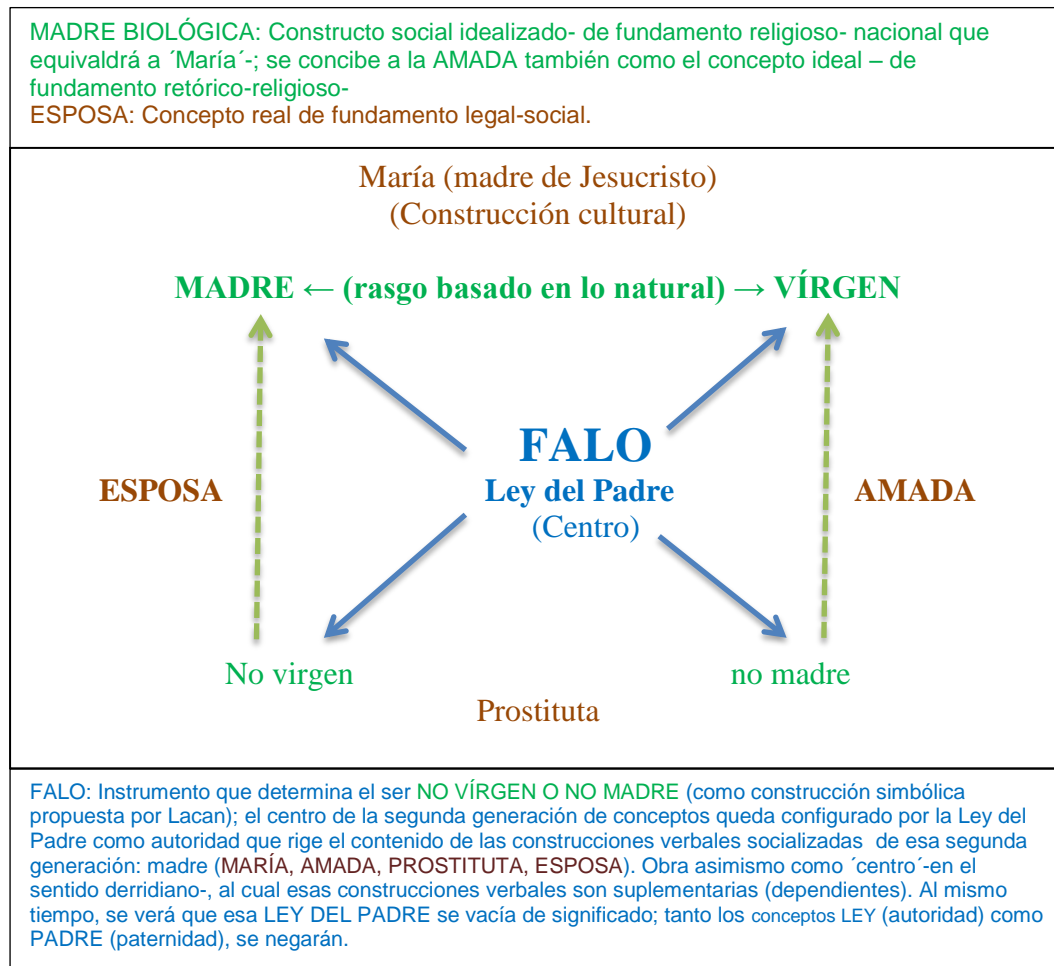 MADRE BIOLÓGICA: Constructo social idealizado- de fundamento religioso- nacional que
equivaldrá a ´María´-; se concibe a la AMADA también como el concepto ideal – de
fundamento retórico-religioso-
ESPOSA: Concepto real de fundamento legal-social.
María (madre de Jesucristo)
(Construcción cultural)
MADRE ← (rasgo basado en lo natural) → VÍRGEN
FALO
ESPOSA Ley del Padre AMADA
(Centro)
No virgen no madre
Prostituta
FALO: Instrumento que determina el ser NO VÍRGEN O NO MADRE (como construcción simbólica
propuesta por Lacan); el centro de la segunda generación de conceptos queda configurado por la Ley del
Padre como autoridad que rige el contenido de las construcciones verbales socializadas de esa segunda
generación: madre (MARÍA, AMADA, PROSTITUTA, ESPOSA). Obra asimismo como ´centro´-en el
sentido derridiano-, al cual esas construcciones verbales son suplementarias (dependientes). Al mismo
tiempo, se verá que esa LEY DEL PADRE se vacía de significado; tanto los conceptos LEY (autoridad) como
PADRE (paternidad), se negarán.